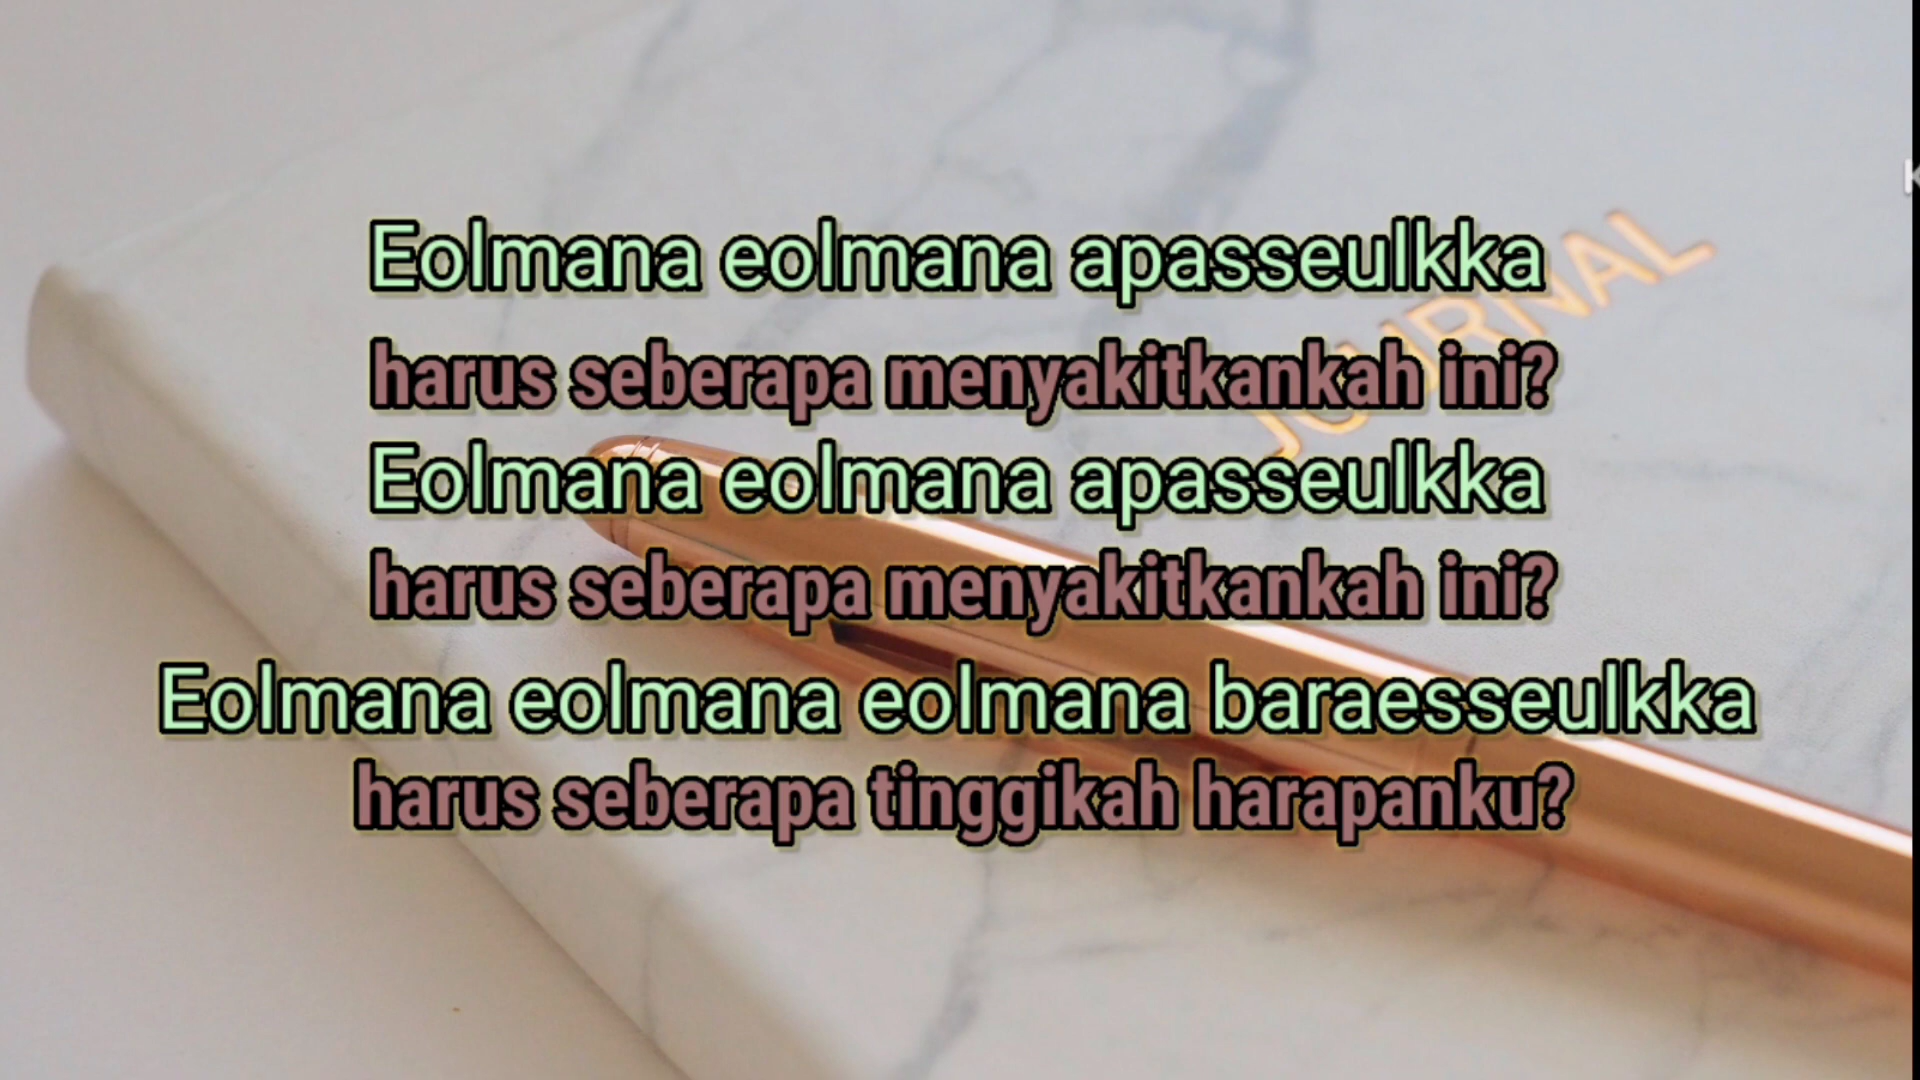 Eolmana eolmana apasseulkka
harus seberapa menyakitkankah ini?
Eolmana eolmana apasseulkka
harus seberapa menyakitkankah ini?
Eolmana eolmana eolmana baraesseulkka
harus seberapa tinggikah harapanku?
JOURNAL